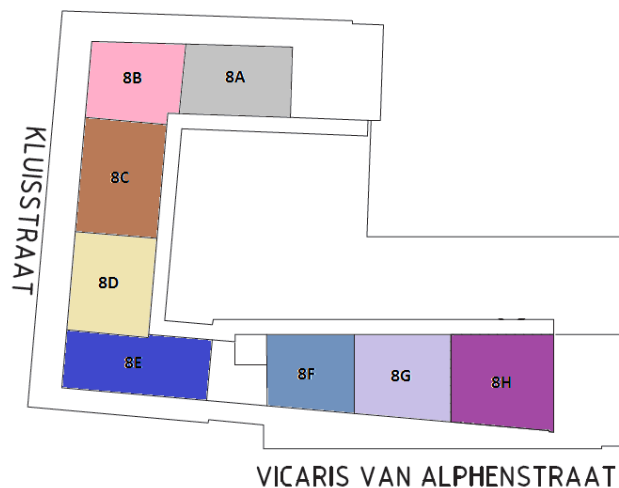 8B
8A
KLUISSTRAAT
8C
8D
8E
8F
8G
8H
VICARIS VAN ALPHENSTRAAT